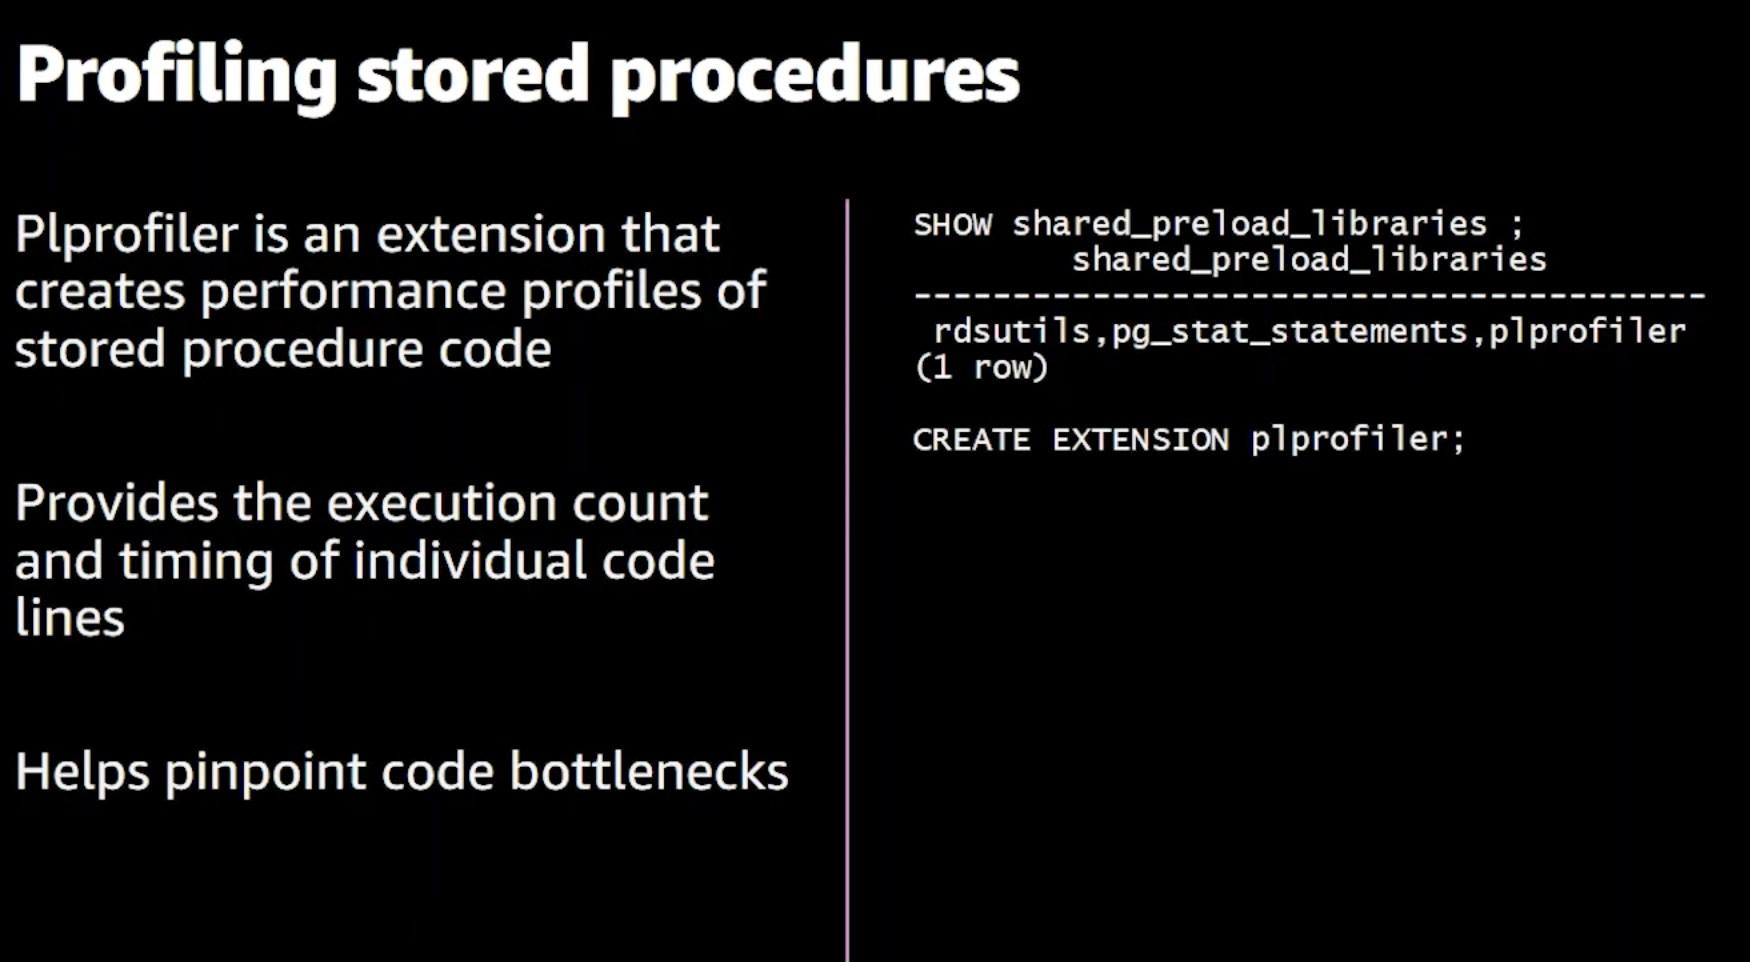 Profiling stored procedures
Plprofiler is an extension that
creates performance profiles of
stored procedure code
Provides the execution count
and timing of individual code
lines
Helps pinpoint code bottlenecks
SHOW shared_preload_libraries ;
shared_preload_libraries
----------------------------------------
rdsutils,pg_stat_statements,plprofiler
(1 row)
CREATE EXTENSION plprofiler;